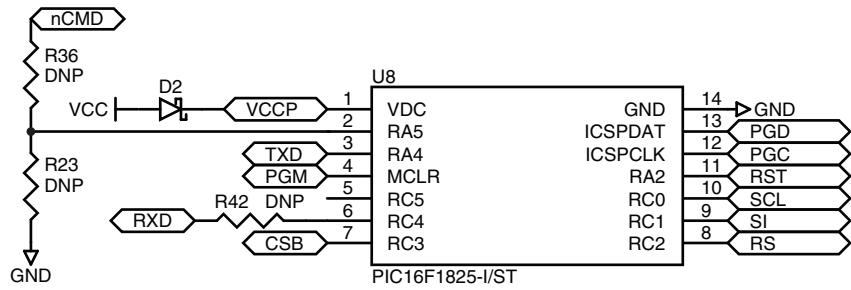 nCMD
R36
DNP
D2
VCC
VCCP
U8
1 VDC GND 14 GND
2 RA5 ICSPDAT 13 PGD
TXD 3 RA4 ICSPCLK 12 PGC
PGM 4 MCLR RA2 11 RST
5 RC5 RC0 10 SCL
R42 DNP
RXD 6 RC4 RC1 9 SI
CSB 7 RC3 RC2 8 RS
R23
DNP
GND
PIC16F1825-I/ST